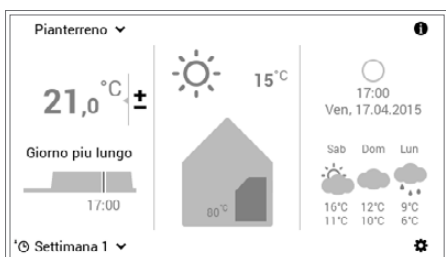 Pianterreno
21,0 °C ±
Giorno piu lungo
17:00
Settimana 1
15°C
17:00
Ven, 17.04.2015
Sab Dom Lun
16°C 12°C 9°C
11°C 10°C 6°C